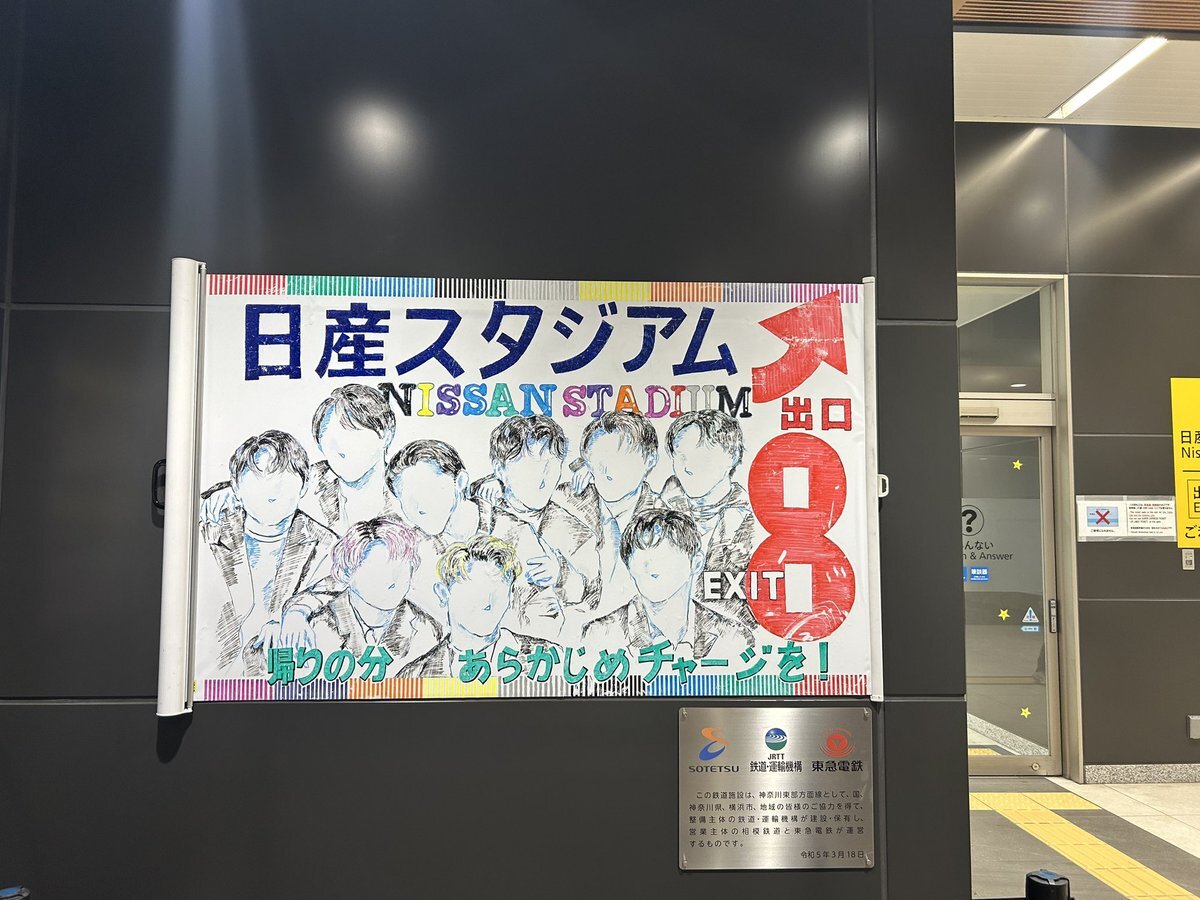 日産スタジアム
NISSAN STADIUM
出口
8
EXIT
帰りの分 あらかじめチャージを!
SOTETSU
JRTT
鉄道・運輸機構
東急電鉄
この鉄道施設は、神奈川東部方面線として、国、
神奈川県、横浜市、地域の皆様のご協力を得て、
整備主体の鉄道・運輸機構が建設・保有し、
営業主体の相模鉄道と東急電鉄が運営
するものです。
令和5年3月18日
?
& Answer
日産
Nis